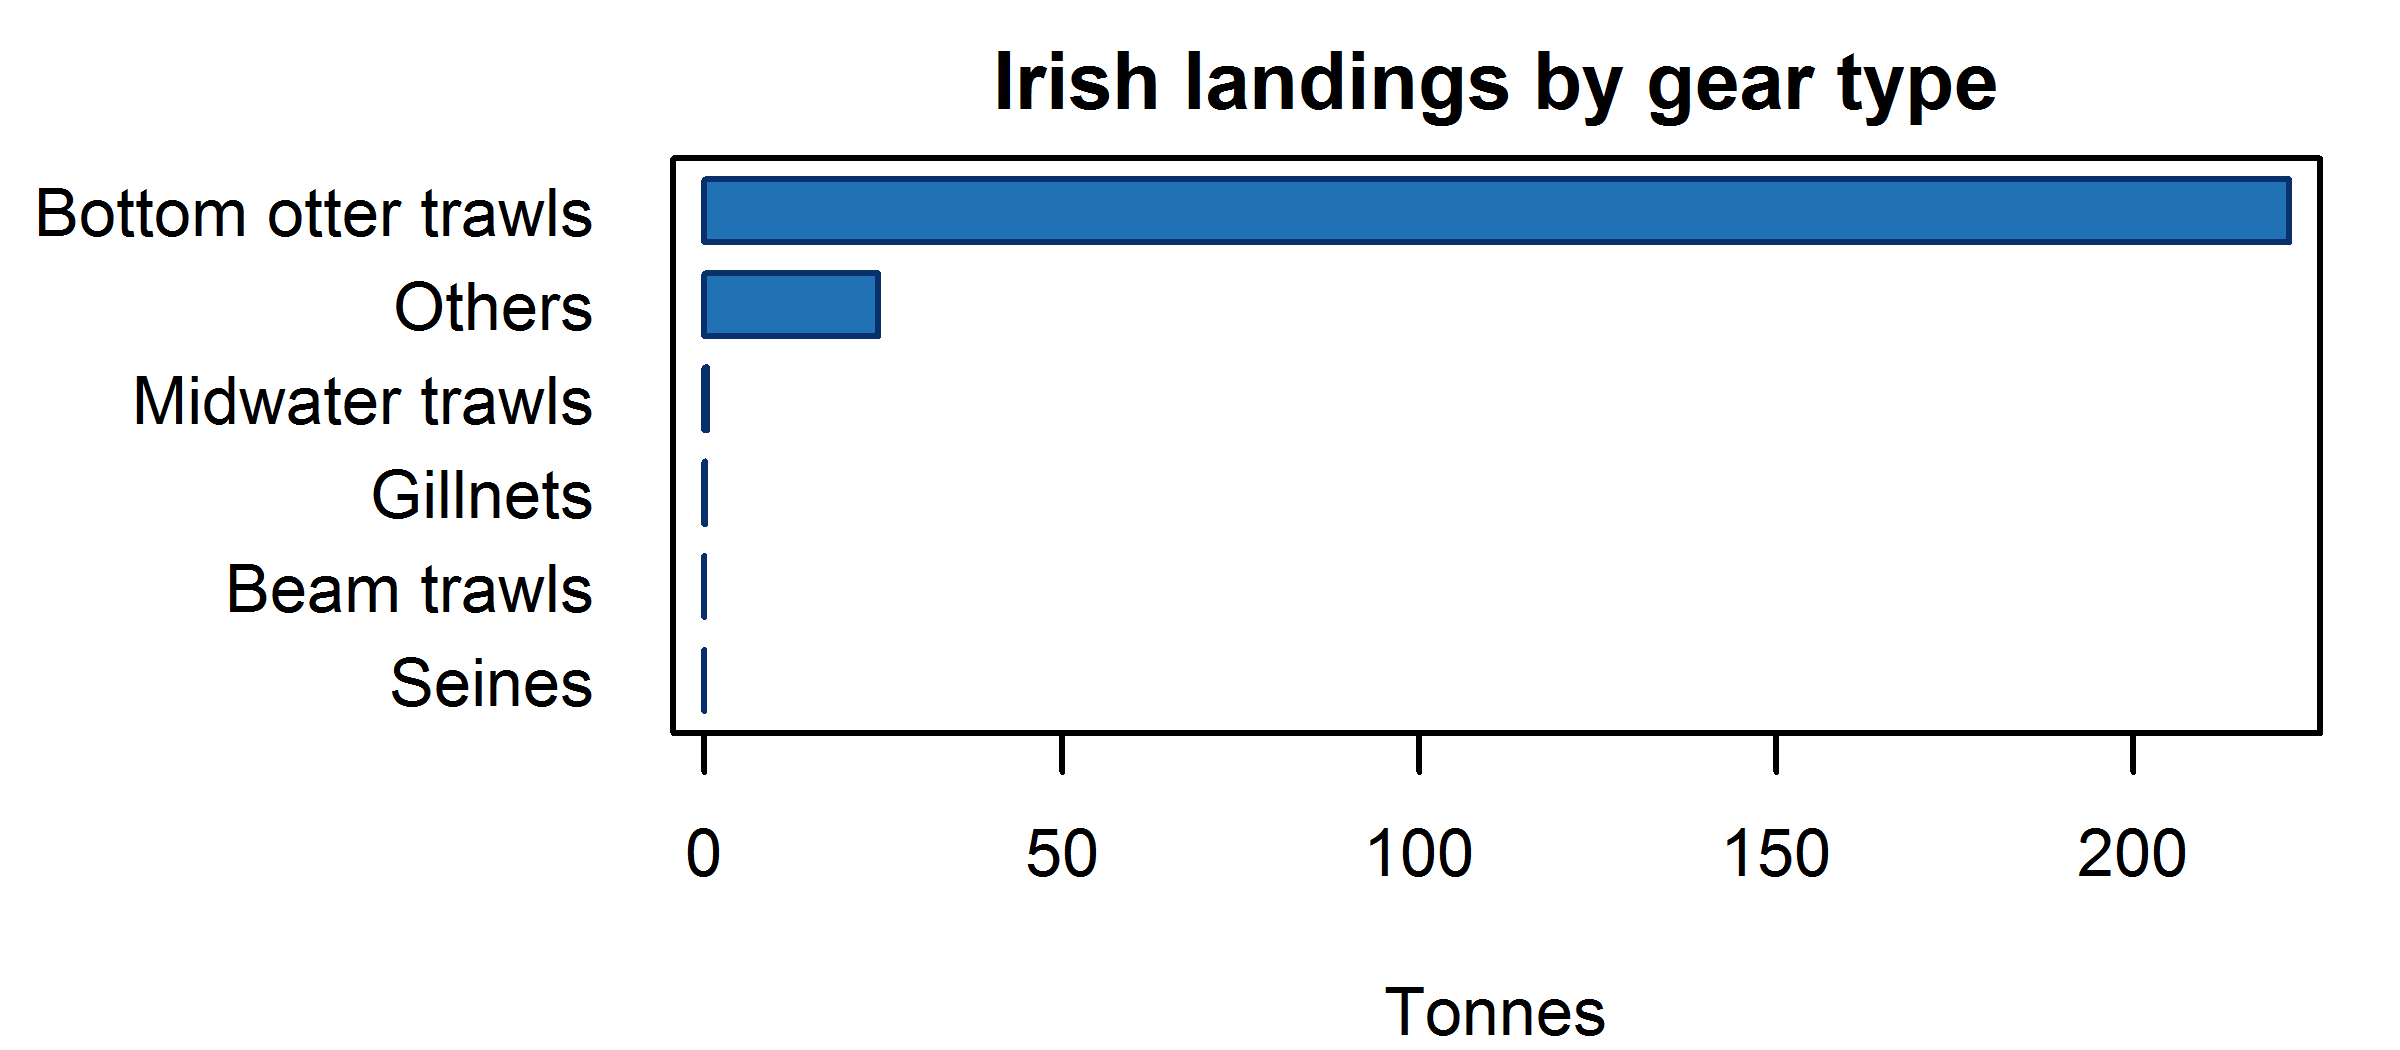 Irish landings by gear type
Bottom otter trawls
Others
Midwater trawls
Gillnets
Beam trawls
Seines
0 50 100 150 200
Tonnes